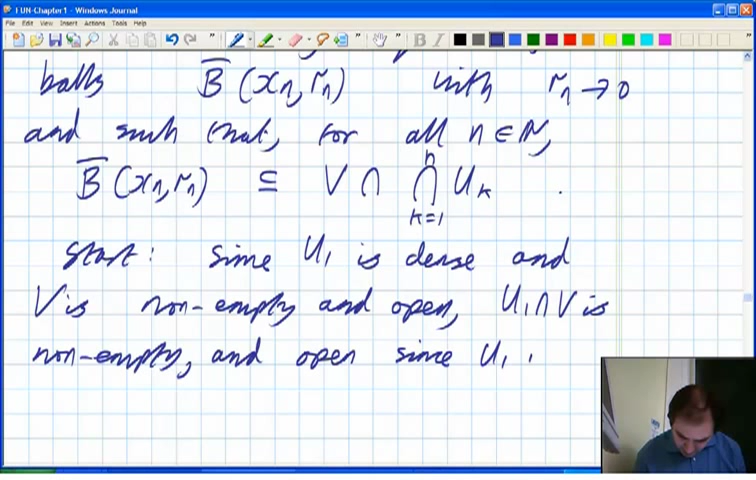 1 UN-Chapter 1 - Windows Journal
File Edit View Insert Actions Tools Help
balls B̅(xₙ,rₙ) with rₙ → 0
and such that, for all n ∈ ℕ,
B̅(xₙ,rₙ) ⊆ V ∩ ⋂ₖ₌₁ⁿ Uₖ .
Start: Since U₁ is dense and
V is non-empty and open, U₁∩V is
non-empty, and open since U₁